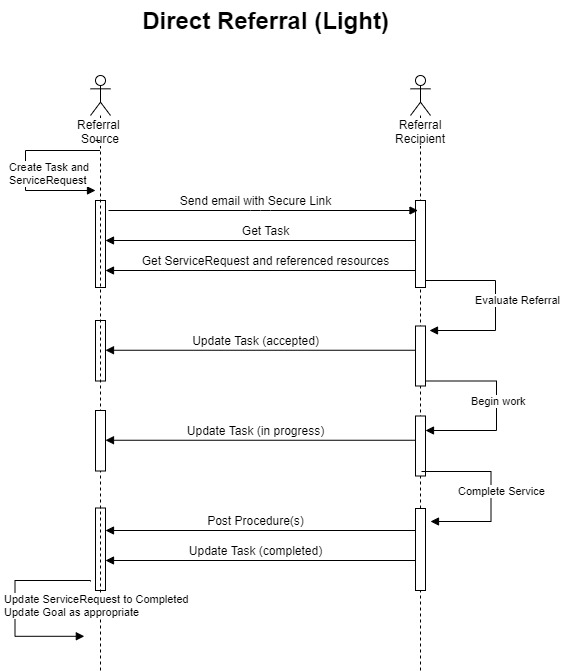 Direct Referral (Light)
Referral
Source
Referral
Recipient
Create Task and
ServiceRequest
Send email with Secure Link
Get Task
Get ServiceRequest and referenced resources
Evaluate Referral
Update Task (accepted)
Begin work
Update Task (in progress)
Complete Service
Post Procedure(s)
Update Task (completed)
Update ServiceRequest to Completed
Update Goal as appropriate